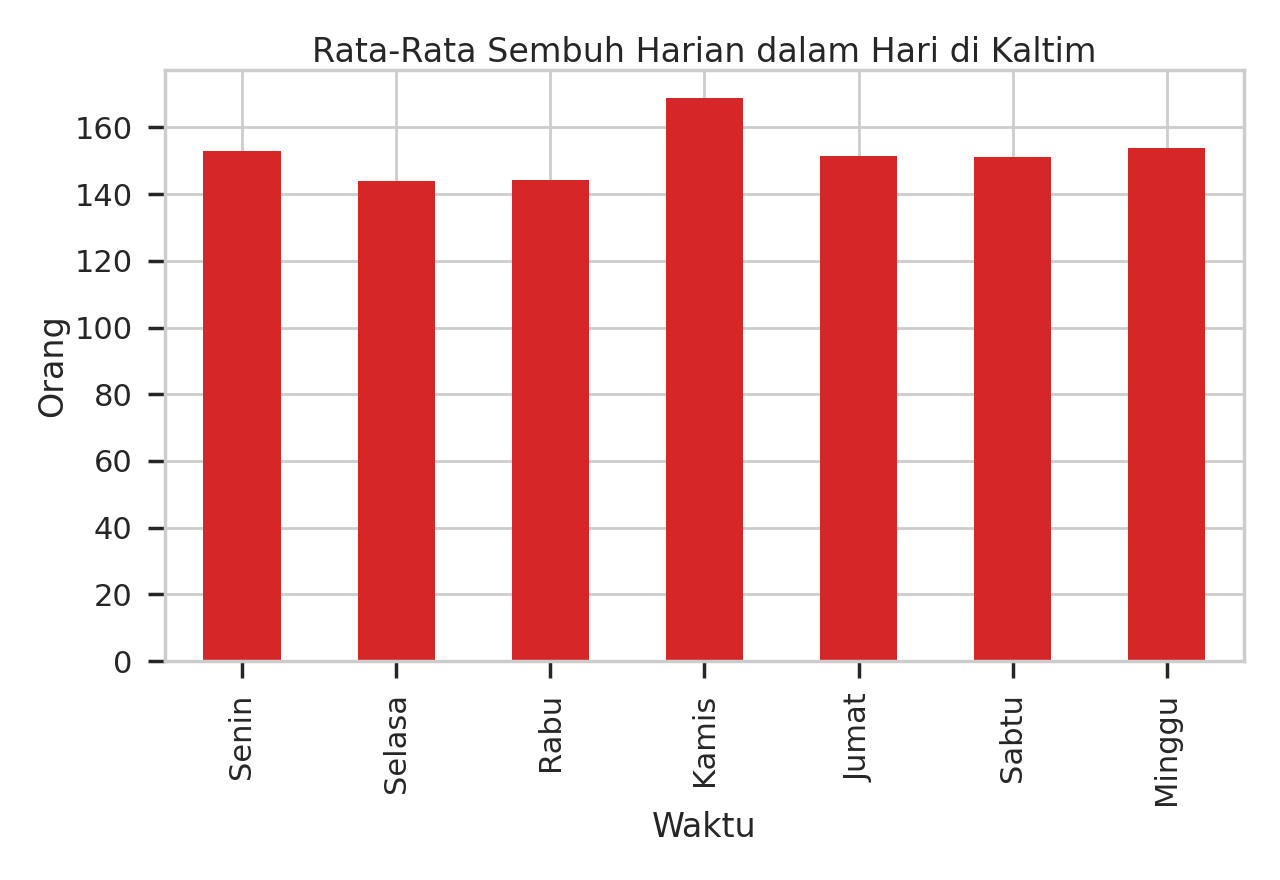 Rata-Rata Sembuh Harian dalam Hari di Kaltim
Orang
160
140
120
100
80
60
40
20
0
Senin
Selasa
Rabu
Kamis
Jumat
Sabtu
Minggu
Waktu